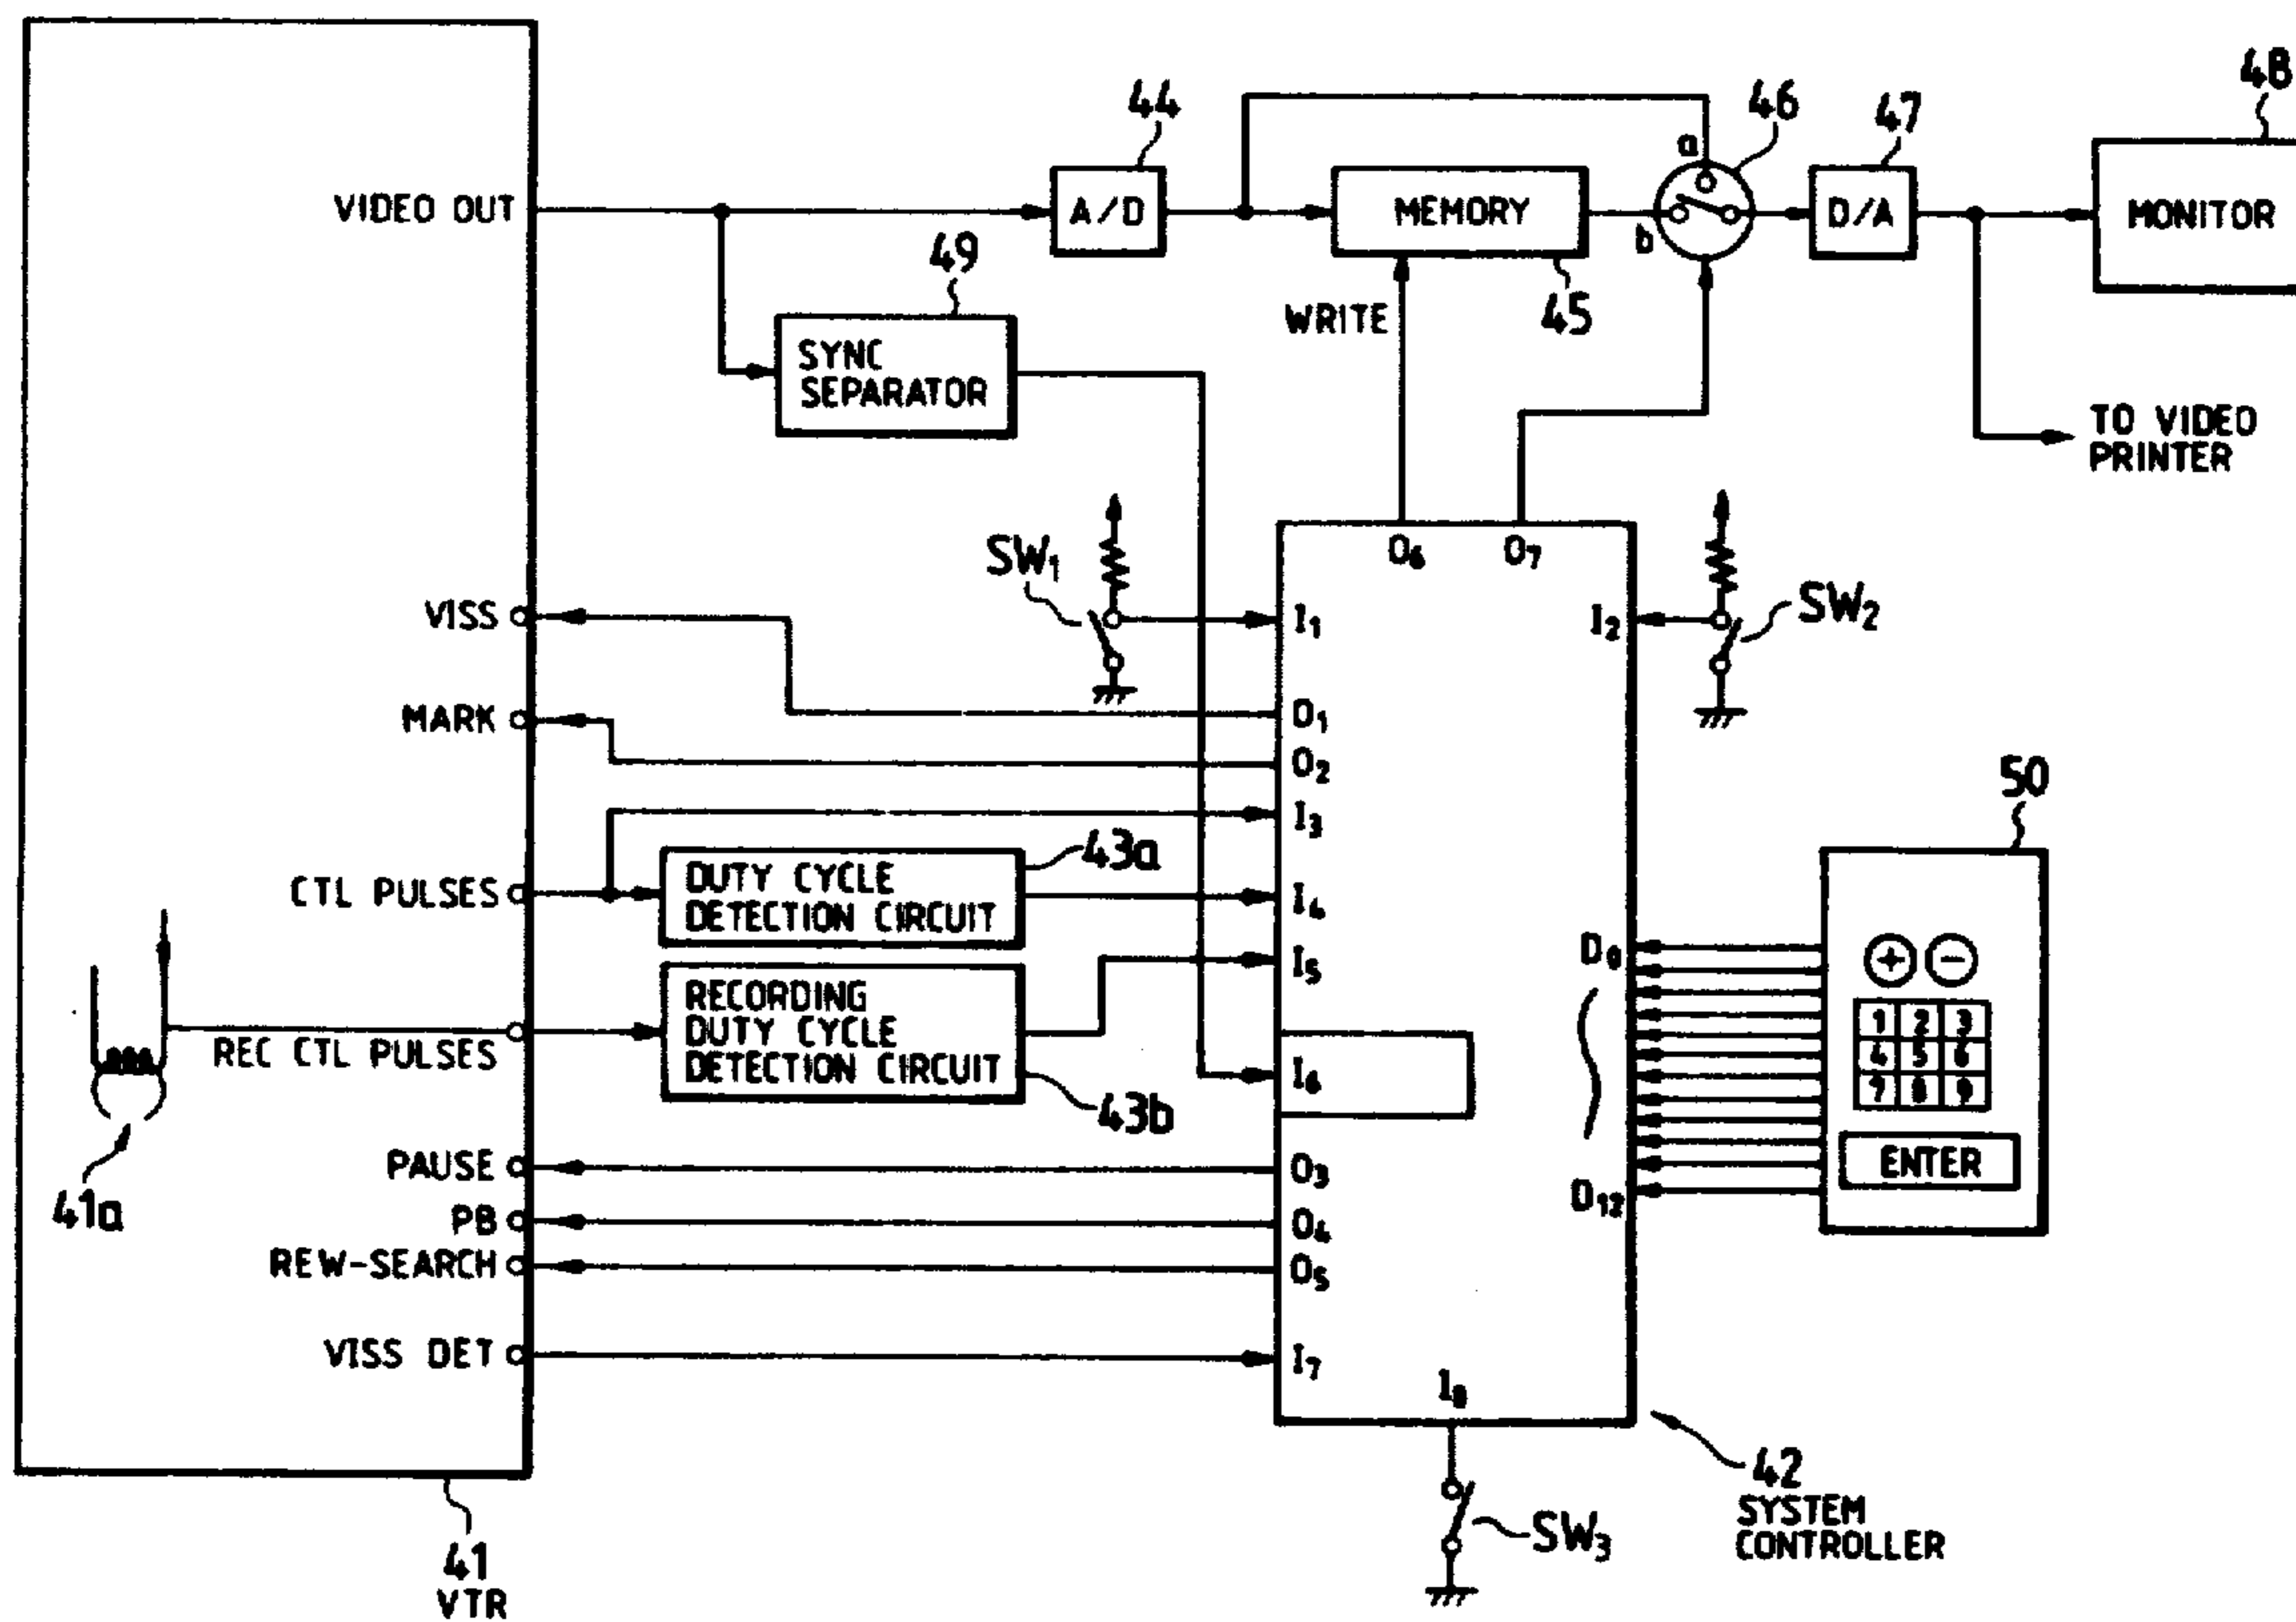 48
44
46
47
a
VIDEO OUT
A/D
MEMORY
D/A
MONITOR
b
49
45
WRITE
SYNC
SEPARATOR
TO VIDEO
PRINTER
SW1
O6
O7
SW2
VISS
I1
I2
O1
MARK
O2
50
I3
43a
CTL PULSES
DUTY CYCLE
DETECTION CIRCUIT
I4
I5
+
−
RECORDING
DUTY CYCLE
DETECTION CIRCUIT
1 2 3
4 5 6
7 8 9
REC CTL PULSES
I6
43b
PAUSE
O3
ENTER
41a
PB
O4
D12
REW-SEARCH
O5
VISS DET
I7
42
SYSTEM
CONTROLLER
SW3
41
VTR